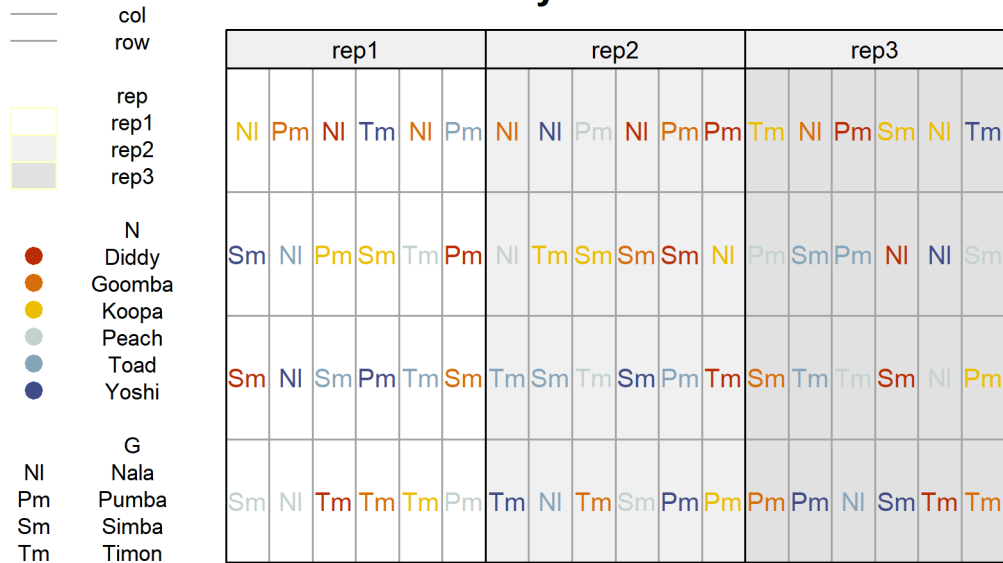 col
row
rep
rep1
rep2
rep3
N
Diddy
Goomba
Koopa
Peach
Toad
Yoshi
G
Nl Nala
Pm Pumba
Sm Simba
Tm Timon
rep1 rep2 rep3
Nl Pm Nl Tm Nl Pm Nl Nl Pm Nl Pm Pm Tm Nl Pm Sm Nl Tm
Sm Nl Pm Sm Tm Pm Nl Tm Sm Sm Sm Nl Pm Sm Pm Nl Nl Sm
Sm Nl Sm Pm Tm Sm Tm Sm Tm Sm Pm Tm Sm Tm Tm Sm Nl Pm
Sm Nl Tm Tm Tm Pm Tm Nl Tm Sm Pm Pm Pm Pm Nl Sm Tm Tm